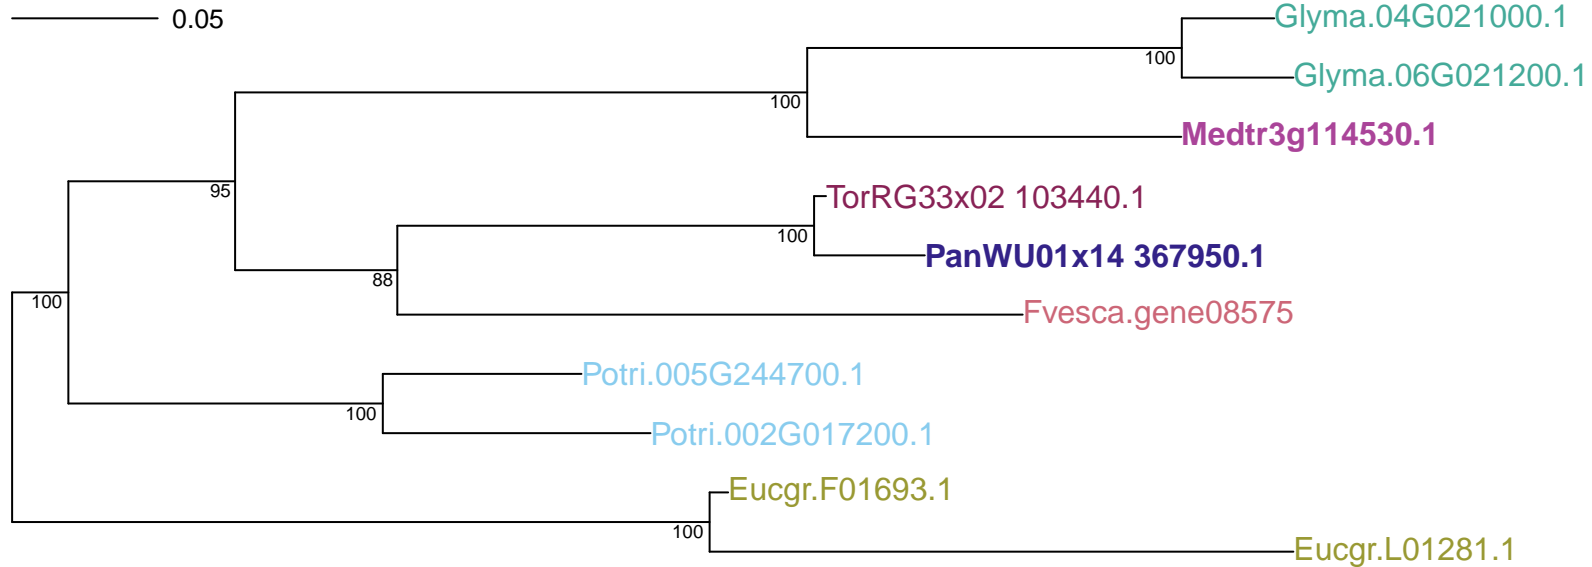 0.05
Glyma.04G021000.1
100
Glyma.06G021200.1
100
Medtr3g114530.1
95
TorRG33x02 103440.1
100
PanWU01x14 367950.1
88
Fvesca.gene08575
100
Potri.005G244700.1
100
Potri.002G017200.1
Eucgr.F01693.1
100
Eucgr.L01281.1